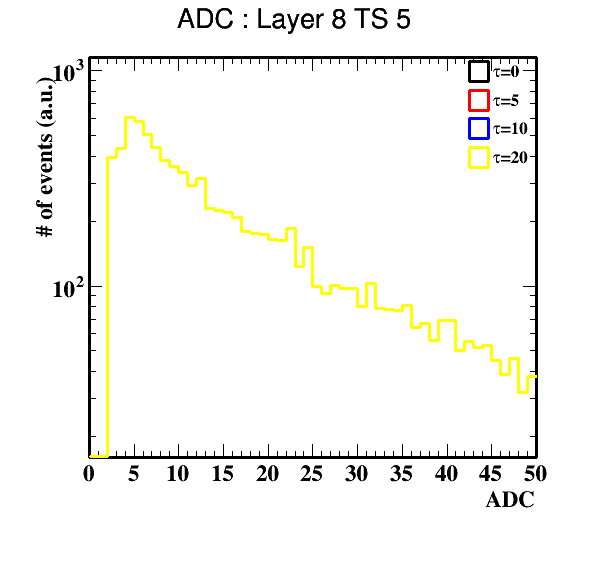 ADC : Layer 8 TS 5
# of events (a.u.)
10³
10²
τ=0
τ=5
τ=10
τ=20
0 5 10 15 20 25 30 35 40 45 50
ADC